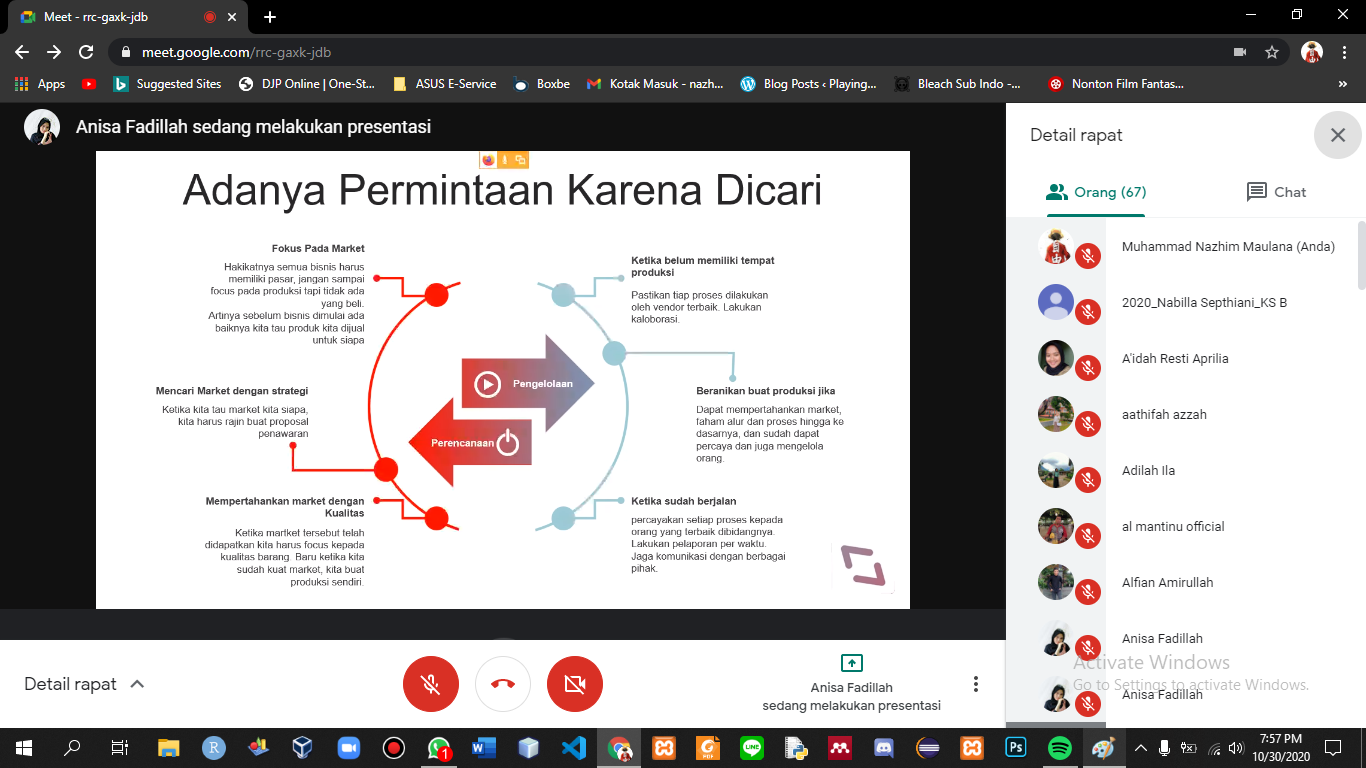 Meet - rrc-gaxk-jdb
meet.google.com/rrc-gaxk-jdb
Apps
Suggested Sites
DJP Online | One-St...
ASUS E-Service
Boxbe
Kotak Masuk - nazh...
Blog Posts ‹ Playing...
Bleach Sub Indo -...
Nonton Film Fantas...
»
Anisa Fadillah sedang melakukan presentasi
Adanya Permintaan Karena Dicari
Fokus Pada Market
Hakikatnya semua bisnis harus
memiliki pasar, jangan sampai
focus pada produksi tapi tidak ada
yang beli.
Artinya sebelum bisnis dimulai ada
baiknya kita tau produk kita dijual
untuk siapa
Mencari Market dengan strategi
Ketika kita tau market kita siapa,
kita harus rajin buat proposal
penawaran
Mempertahankan market dengan
Kualitas
Ketika martket tersebut telah
didapatkan kita harus focus kepada
kualitas barang. Baru ketika kita
sudah kuat market, kita buat
produksi sendiri.
Pengelolaan
Perencanaan
Ketika belum memiliki tempat
produksi
Pastikan tiap proses dilakukan
oleh vendor terbaik. Lakukan
kaloborasi.
Beranikan buat produksi jika
Dapat mempertahankan market,
faham alur dan proses hingga ke
dasarnya, dan sudah dapat
percaya dan juga mengelola
orang.
Ketika sudah berjalan
percayakan setiap proses kepada
orang yang terbaik dibidangnya.
Lakukan pelaporan per waktu.
Jaga komunikasi dengan berbagai
pihak.
Detail rapat
Orang (67)
Chat
Muhammad Nazhim Maulana (Anda)
2020_Nabilla Septhiani_KS B
A'idah Resti Aprilia
aathifah azzah
Adilah Ila
al mantinu official
Alfian Amirullah
Anisa Fadillah
Anisa Fadillah
Activate Windows
Go to Settings to activate Windows.
Detail rapat
Anisa Fadillah
sedang melakukan presentasi
7:57 PM
10/30/2020